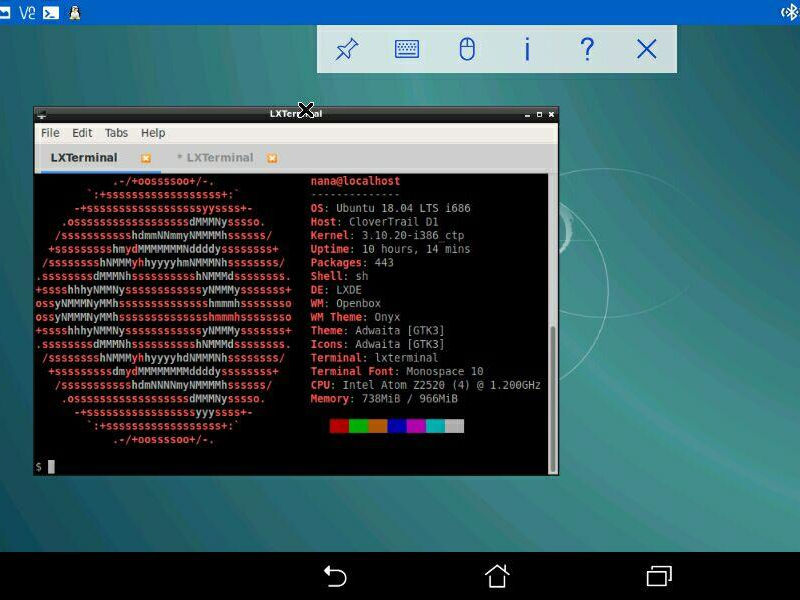 V2
i ?
LXTerminal
File Edit Tabs Help
LXTerminal * LXTerminal
.-/+oossssoo+/-. nana@localhost
`:+ssssssssssssssssss+:` --------------
-+ssssssssssssssssssyyssss+- OS: Ubuntu 18.04 LTS i686
.ossssssssssssssssssdMMMNysssso. Host: CloverTrail D1
/ssssssssssshdmmNNmmyNMMMMhssssss/ Kernel: 3.10.20-i386_ctp
+ssssssssshmydMMMMMMMNddddyssssssss+ Uptime: 10 hours, 14 mins
/sssssssshNMMMyhhyyyyhmNMMMNhssssssss/ Packages: 443
.ssssssssdMMMNhsssssssssshNMMMdssssssss. Shell: sh
+sssshhhyNMMNyssssssssssssyNMMMysssssss+ DE: LXDE
ossyNMMMNyMMhsssssssssssssshmmmhssssssso WM: Openbox
ossyNMMMNyMMhsssssssssssssshmmmhssssssso WM Theme: Onyx
+sssshhhyNMMNyssssssssssssyNMMMysssssss+ Theme: Adwaita [GTK3]
.ssssssssdMMMNhsssssssssshNMMMdssssssss. Icons: Adwaita [GTK3]
/sssssssshNMMMyhhyyyyhdNMMMNhssssssss/ Terminal: lxterminal
+sssssssssdmydMMMMMMMMddddyssssssss+ Terminal Font: Monospace 10
/ssssssssssshdmNNNNmyNMMMMhssssss/ CPU: Intel Atom Z2520 (4) @ 1.200GHz
.ossssssssssssssssssdMMMNysssso. Memory: 738MiB / 966MiB
-+sssssssssssssssssyyyssss+-
`:+ssssssssssssssssss+:`
.-/+oossssoo+/-.
$